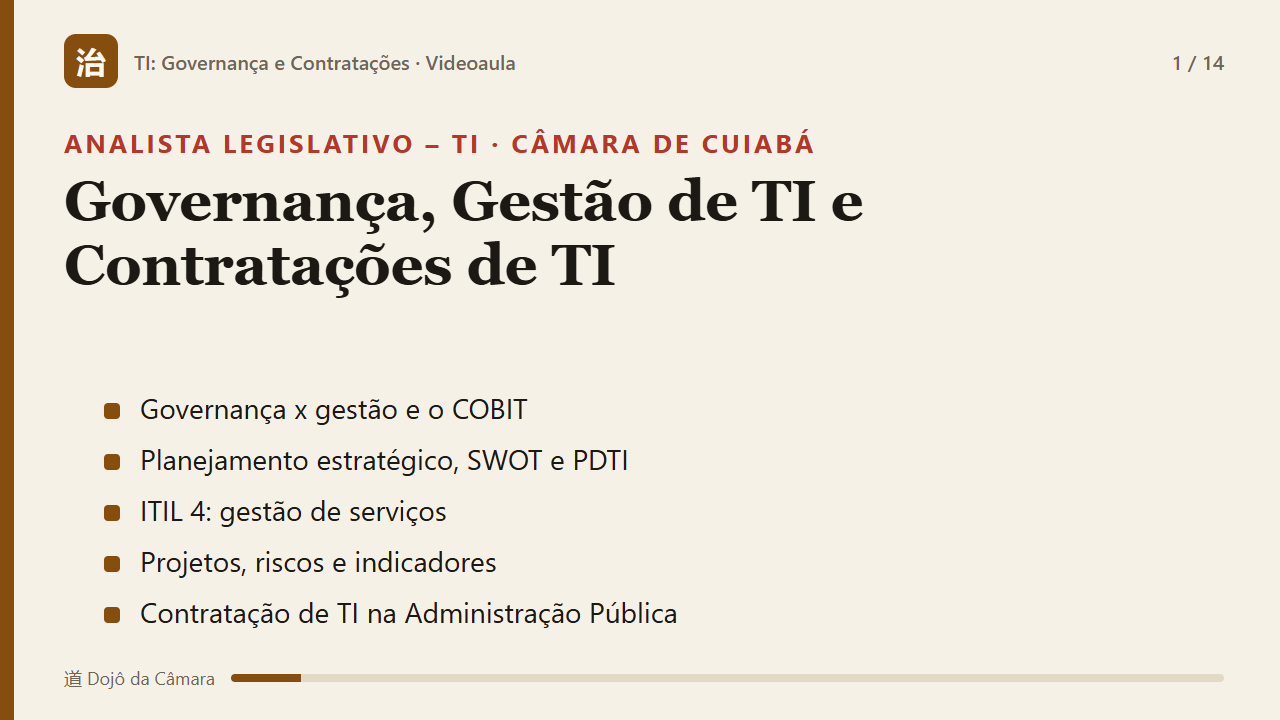 治 TI: Governança e Contratações · Videoaula
1 / 14
ANALISTA LEGISLATIVO – TI · CÂMARA DE CUIABÁ
Governança, Gestão de TI e
Contratações de TI
Governança x gestão e o COBIT
Planejamento estratégico, SWOT e PDTI
ITIL 4: gestão de serviços
Projetos, riscos e indicadores
Contratação de TI na Administração Pública
道 Dojô da Câmara